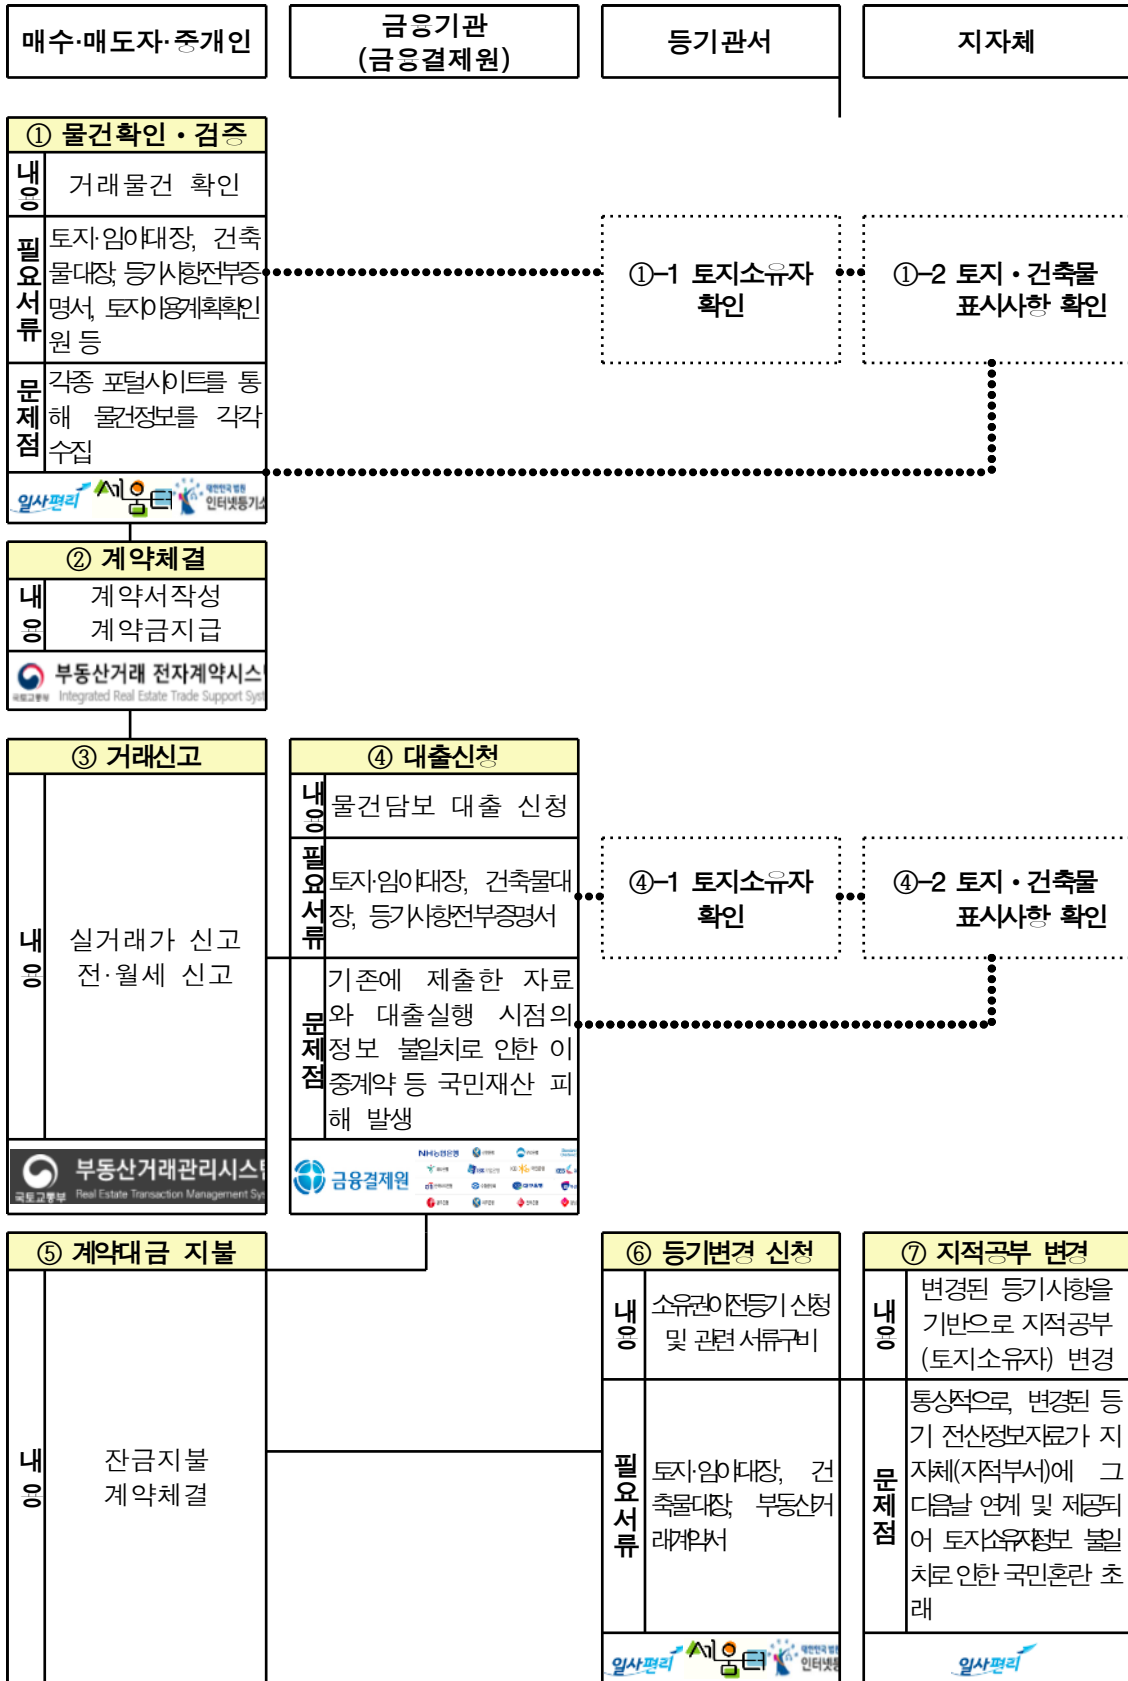 매수·매도자·중개인
금융기관
(금융결제원)
등기관서
지자체
① 물건확인·검증
내용
거래물건 확인
필요서류
토지·임야대장, 건축
물대장, 등기사항전부증
명서, 토지이용계획확인
원 등
문제점
각종 포털사이트를 통
해 물건정보를 각각
수집
일사편리
세움터
대한민국 법원
인터넷등기소
①-1 토지소유자
확인
①-2 토지·건축물
표시사항 확인
② 계약체결
내용
계약서작성
계약금지급
국토교통부
부동산거래 전자계약시스
Integrated Real Estate Trade Support Syst
③ 거래신고
내용
실거래가 신고
전·월세 신고
국토교통부
부동산거래관리시스
Real Estate Transaction Management Sy
④ 대출신청
내용
물건담보 대출 신청
필요서류
토지·임야대장, 건축물대
장, 등기사항전부증명서
문제점
기존에 제출한 자료
와 대출실행 시점의
정보 불일치로 인한 이
중계약 등 국민재산 피
해 발생
금융결제원
NH농협은행
④-1 토지소유자
확인
④-2 토지·건축물
표시사항 확인
⑤ 계약대금 지불
내용
잔금지불
계약체결
⑥ 등기변경 신청
내용
소유권이전등기 신청
및 관련 서류구비
필요서류
토지·임야대장, 건
축물대장, 부동산거
래계약서
일사편리
세움터
대한민국 법원
인터넷등
⑦ 지적공부 변경
내용
변경된 등기사항을
기반으로 지적공부
(토지소유자) 변경
문제점
통상적으로, 변경된 등
기 전산정보자료가 지
자체(지적부서)에 그
다음날 연계 및 제공되
어 토지소유자정보 불일
치로 인한 국민혼란 초
래
일사편리